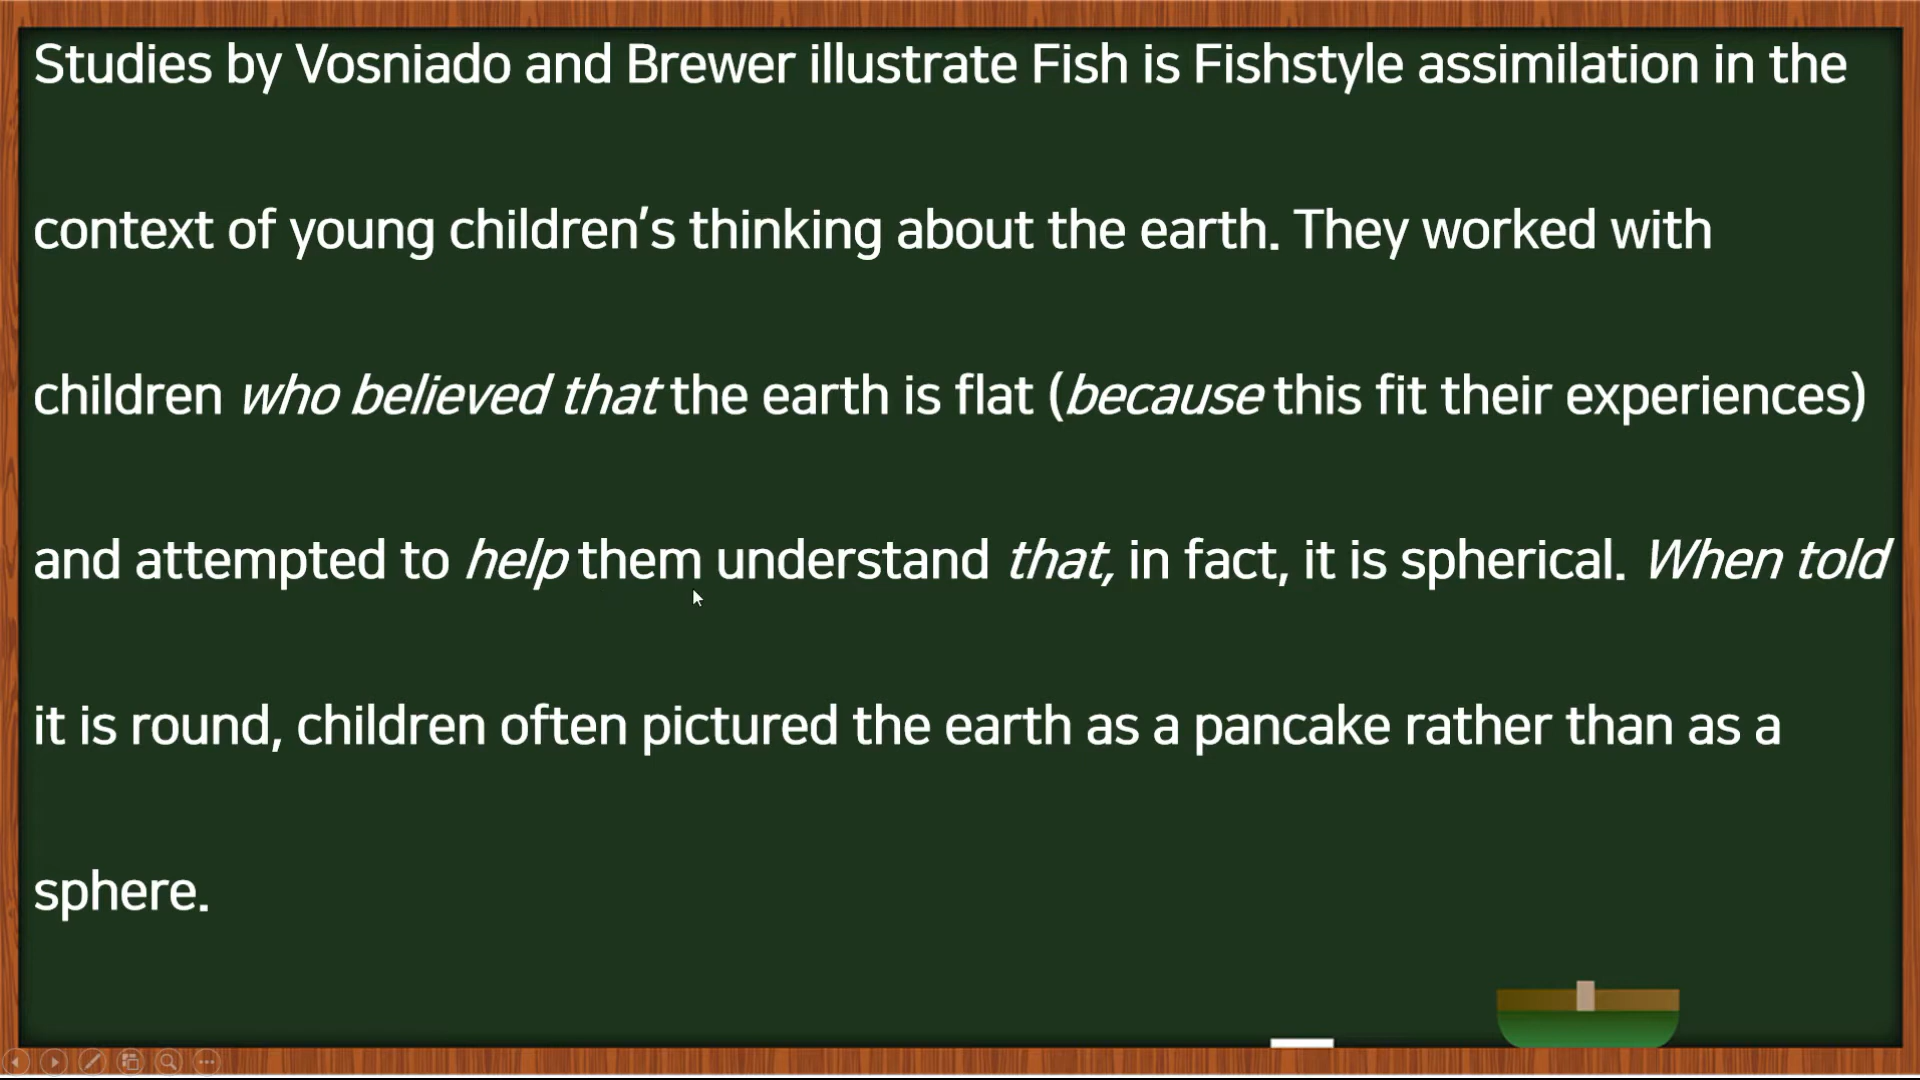 Studies by Vosniado and Brewer illustrate Fish is Fishstyle assimilation in the
context of young children's thinking about the earth. They worked with
children who believed that the earth is flat (because this fit their experiences)
and attempted to help them understand that, in fact, it is spherical. When told
it is round, children often pictured the earth as a pancake rather than as a
sphere.